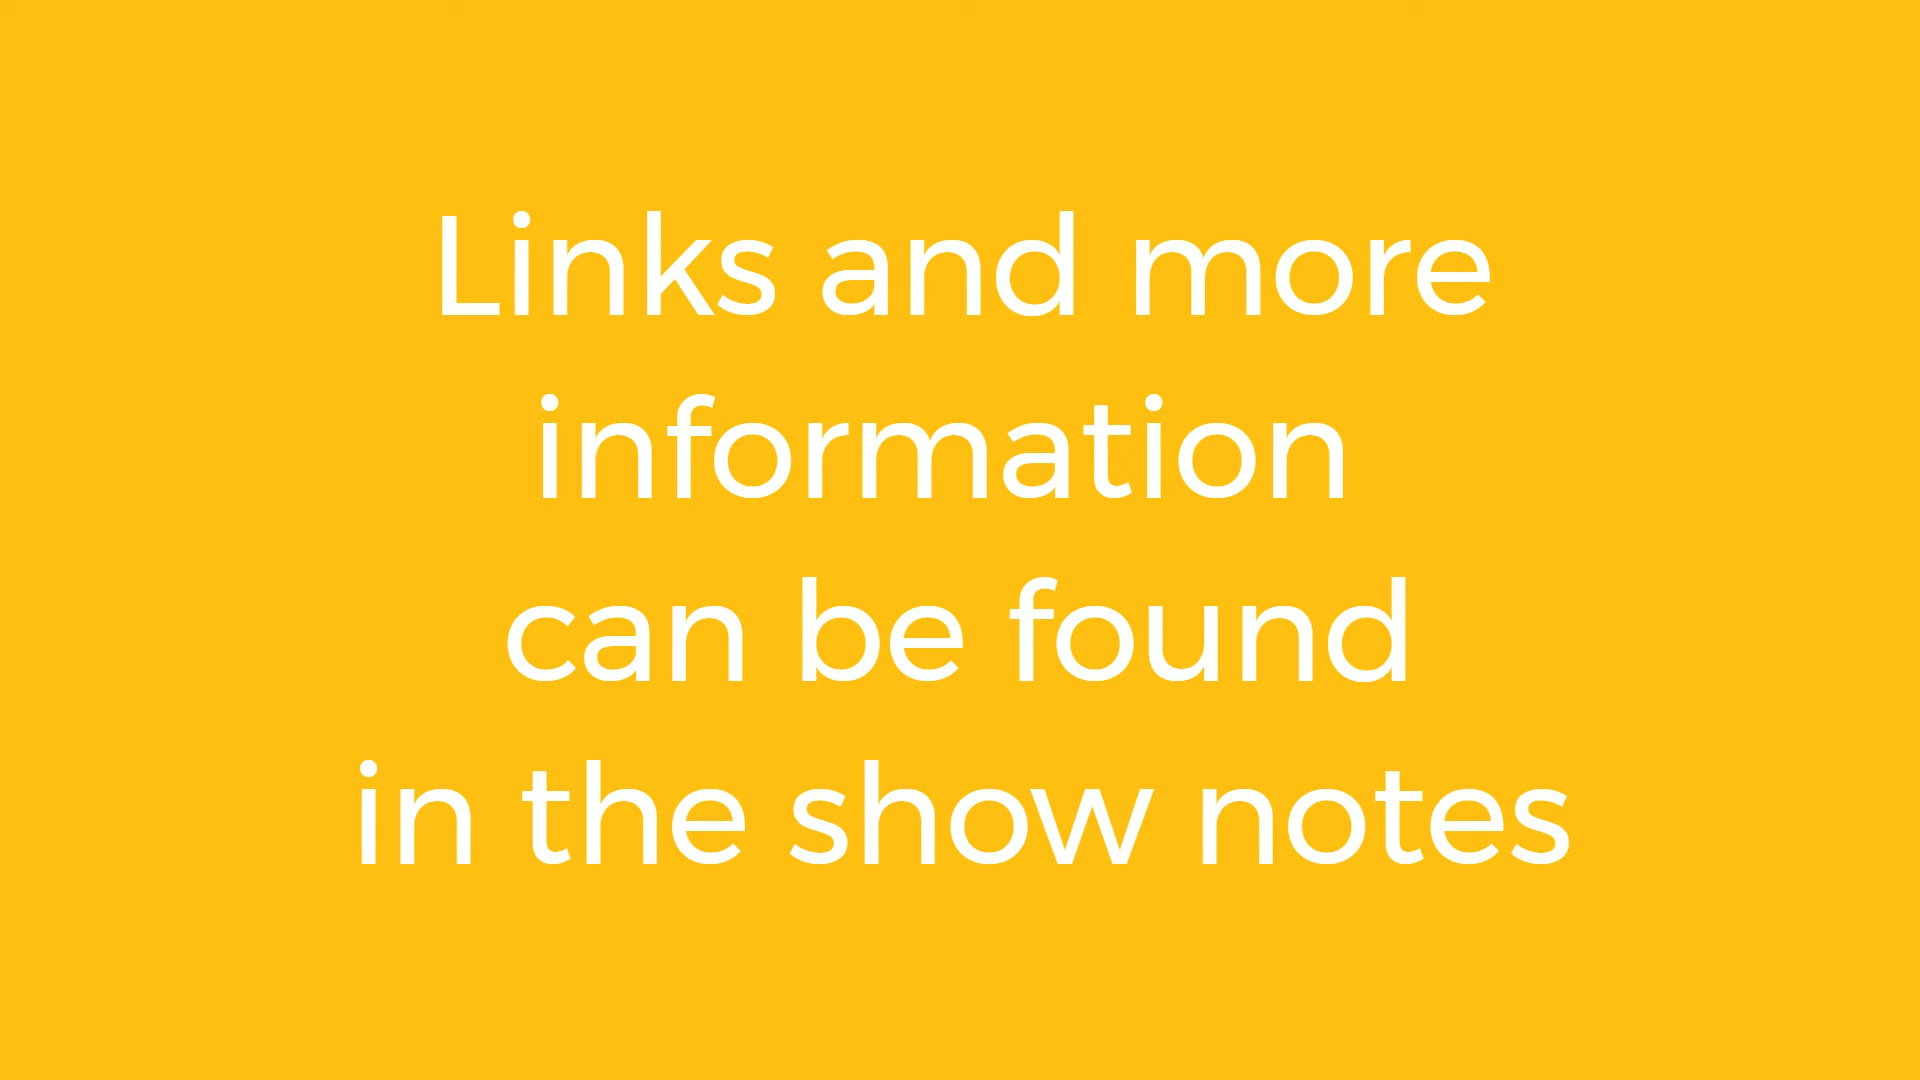 Links and more
information
can be found
in the show notes